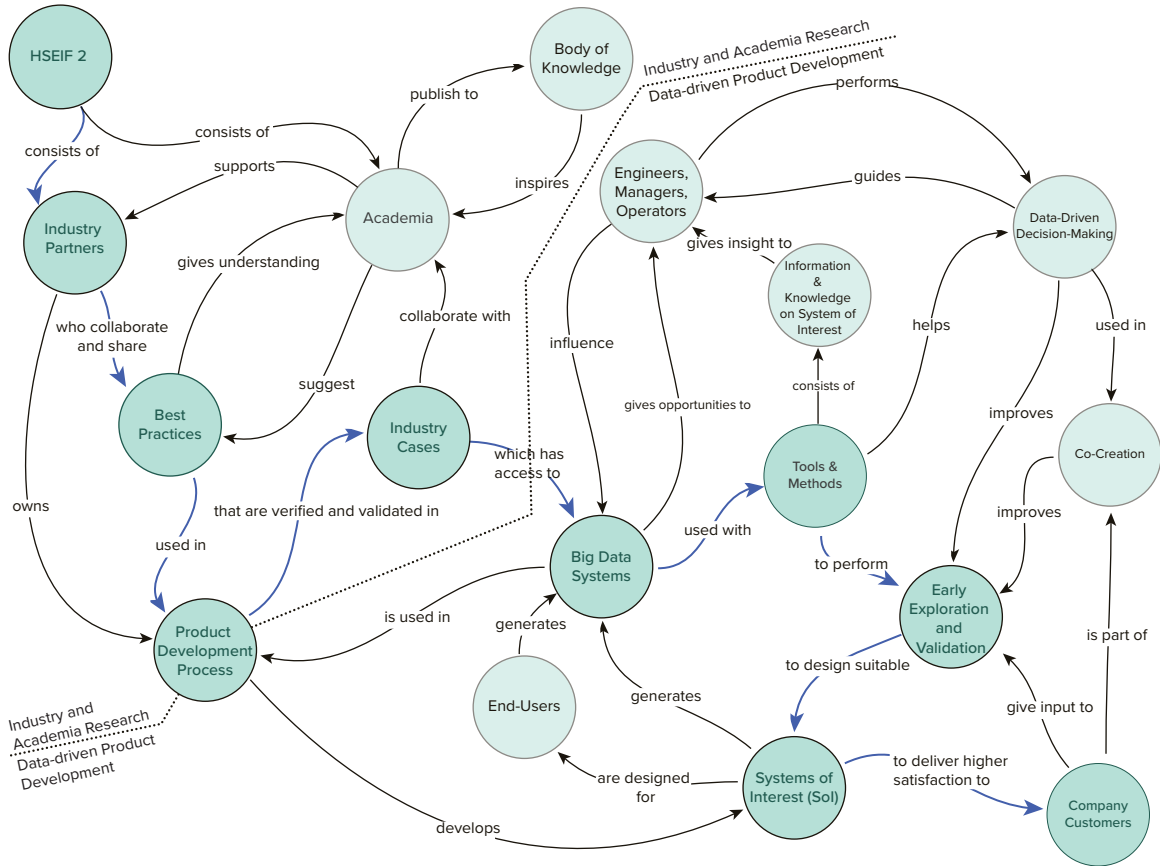 HSEIF 2
Body of
Knowledge
Industry and Academia Research
Data-driven Product Development
publish to
performs
consists of
consists of
supports
inspires
Engineers,
Managers,
Operators
guides
Academia
Data-Driven
Decision-Making
Industry
Partners
gives understanding
gives insight to
Information
&
Knowledge
on System of
Interest
who collaborate
and share
collaborate with
influence
helps
used in
suggest
consists of
gives opportunities to
improves
Best
Practices
Industry
Cases
which has
access to
Tools &
Methods
Co-Creation
owns
that are verified and validated in
improves
used in
used with
Big Data
Systems
to perform
Early
Exploration
and
Validation
is used in
generates
is part of
Product
Development
Process
to design suitable
generates
End-Users
give input to
Industry and
Academia Research
Data-driven Product
Development
are designed
for
Systems of
Interest (SoI)
to deliver higher
satisfaction to
Company
Customers
develops